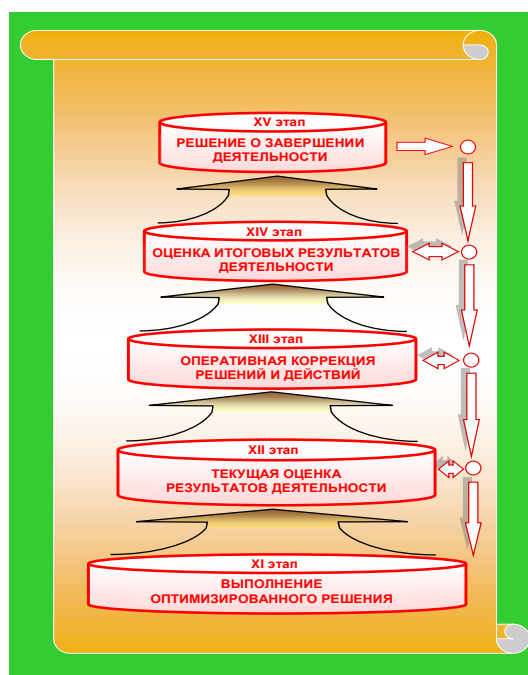 XV этап
РЕШЕНИЕ О ЗАВЕРШЕНИИ
ДЕЯТЕЛЬНОСТИ
XIV этап
ОЦЕНКА ИТОГОВЫХ РЕЗУЛЬТАТОВ
ДЕЯТЕЛЬНОСТИ
XIII этап
ОПЕРАТИВНАЯ КОРРЕКЦИЯ
РЕШЕНИЙ И ДЕЙСТВИЙ
XII этап
ТЕКУЩАЯ ОЦЕНКА
РЕЗУЛЬТАТОВ ДЕЯТЕЛЬНОСТИ
XI этап
ВЫПОЛНЕНИЕ
ОПТИМИЗИРОВАННОГО РЕШЕНИЯ